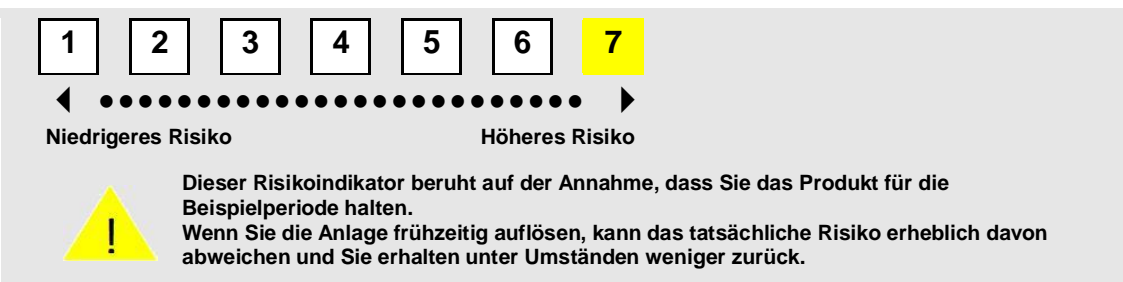 1 2 3 4 5 6 7
Niedrigeres Risiko Höheres Risiko
Dieser Risikoindikator beruht auf der Annahme, dass Sie das Produkt für die
Beispielperiode halten.
Wenn Sie die Anlage frühzeitig auflösen, kann das tatsächliche Risiko erheblich davon
abweichen und Sie erhalten unter Umständen weniger zurück.
!